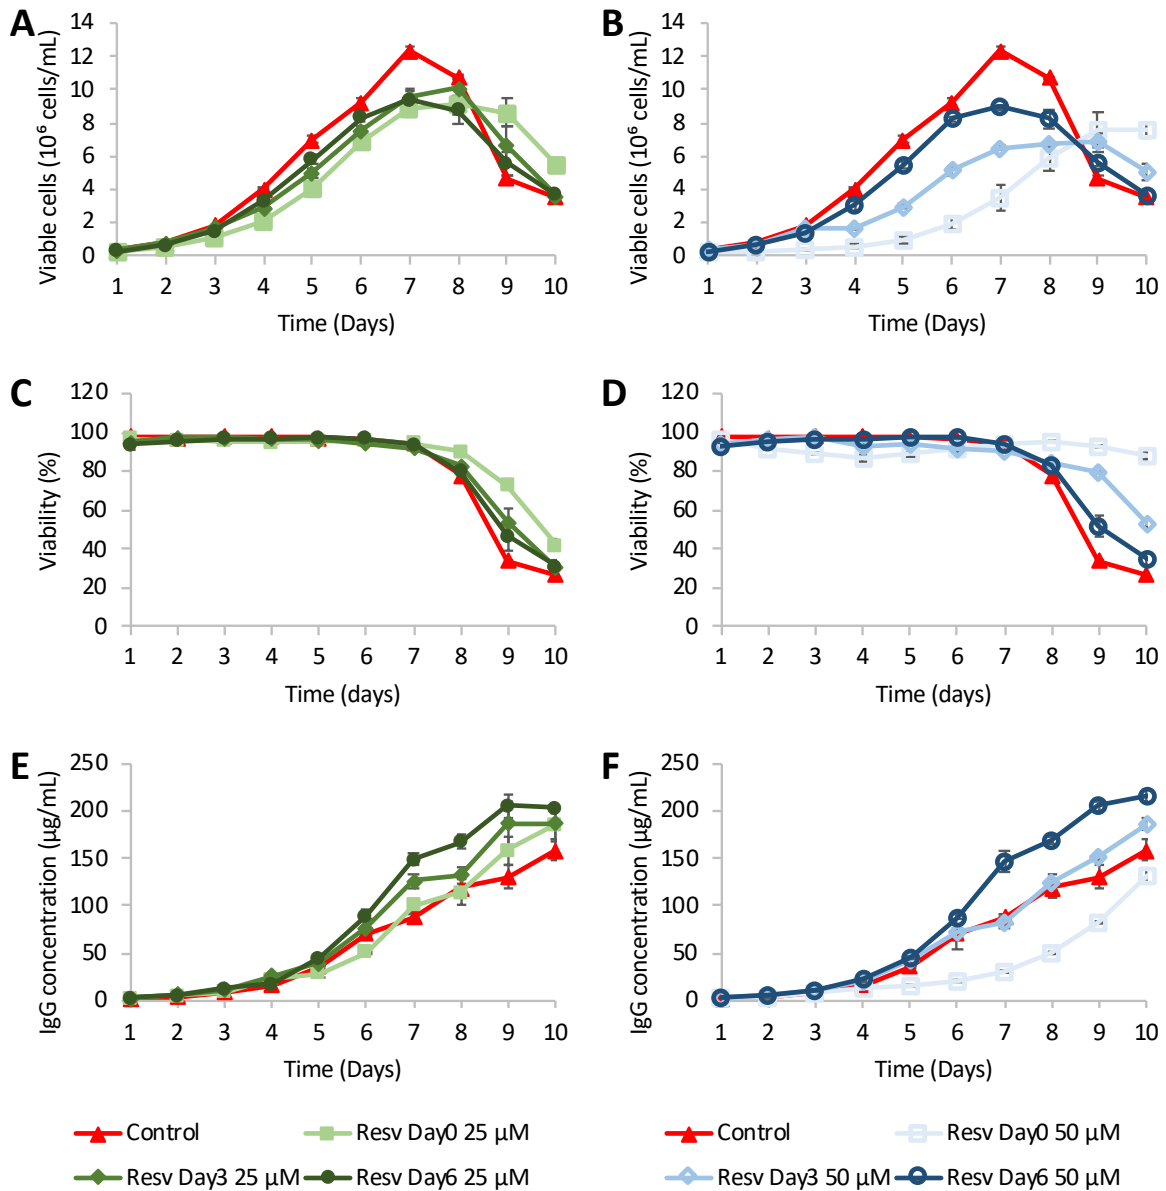 A
Viable cells (10⁶ cells/mL)
14
12
10
8
6
4
2
0
1 2 3 4 5 6 7 8 9 10
Time (Days)
B
Viable cells (10⁶ cells/mL)
14
12
10
8
6
4
2
0
1 2 3 4 5 6 7 8 9 10
Time (Days)
C
Viability (%)
120
100
80
60
40
20
0
1 2 3 4 5 6 7 8 9 10
Time (days)
D
Viability (%)
120
100
80
60
40
20
0
1 2 3 4 5 6 7 8 9 10
Time (days)
E
IgG concentration (µg/mL)
250
200
150
100
50
0
1 2 3 4 5 6 7 8 9 10
Time (Days)
F
IgG concentration (µg/mL)
250
200
150
100
50
0
1 2 3 4 5 6 7 8 9 10
Time (Days)
Control
Resv Day0 25 µM
Resv Day3 25 µM
Resv Day6 25 µM
Control
Resv Day0 50 µM
Resv Day3 50 µM
Resv Day6 50 µM